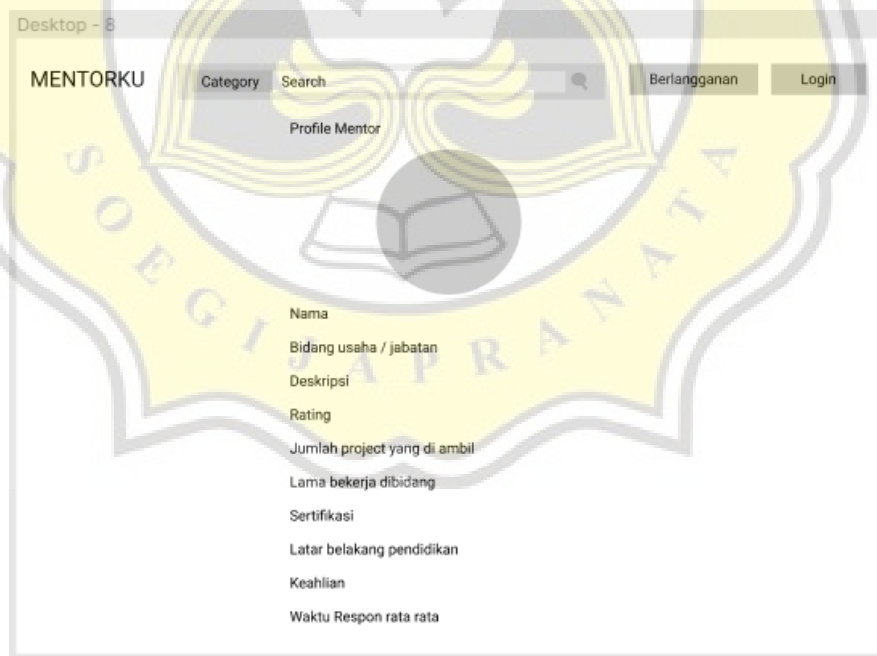 Desktop - 8
MENTORKU Category Search Berlangganan Login
Profile Mentor
SOEGIJAPRANATA
Nama
Bidang usaha / jabatan
Deskripsi
Rating
Jumlah project yang di ambil
Lama bekerja dibidang
Sertifikasi
Latar belakang pendidikan
Keahlian
Waktu Respon rata rata